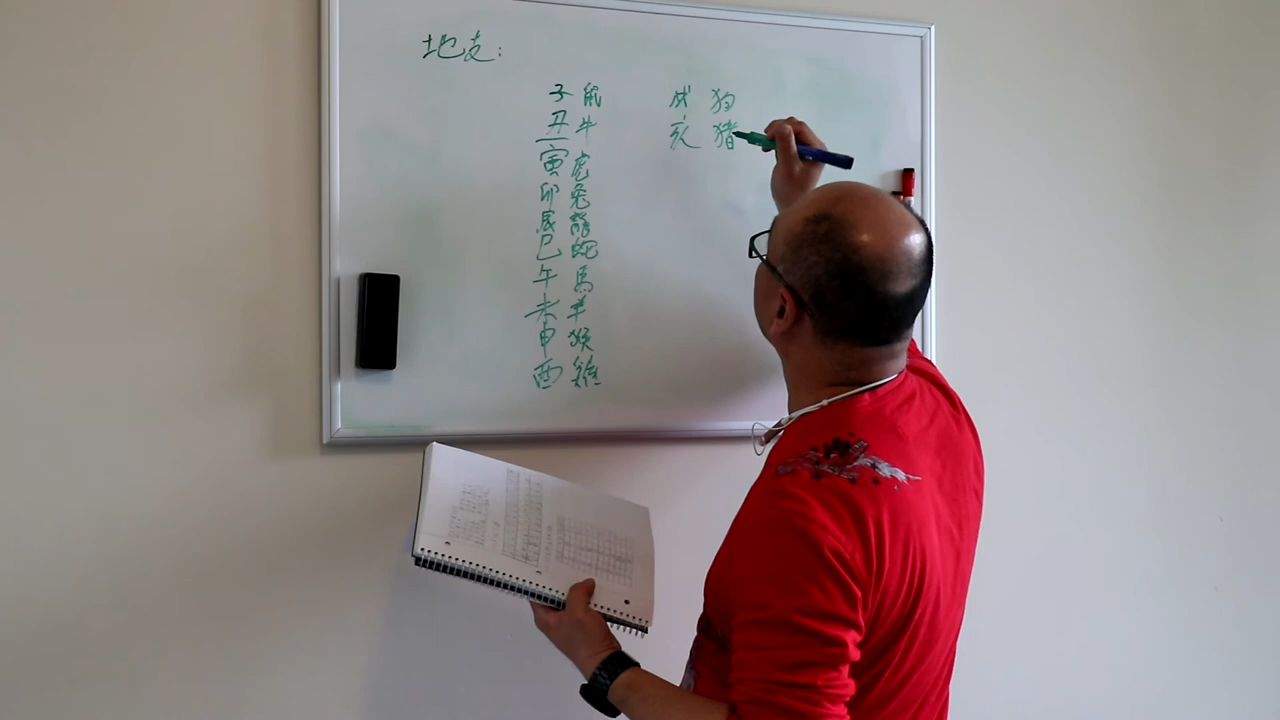 地支:
子 鼠
丑 牛
寅 虎
卯 兔
辰 龍
巳 蛇
午 馬
未 羊
申 猴
酉 雞
戌 狗
亥 猪